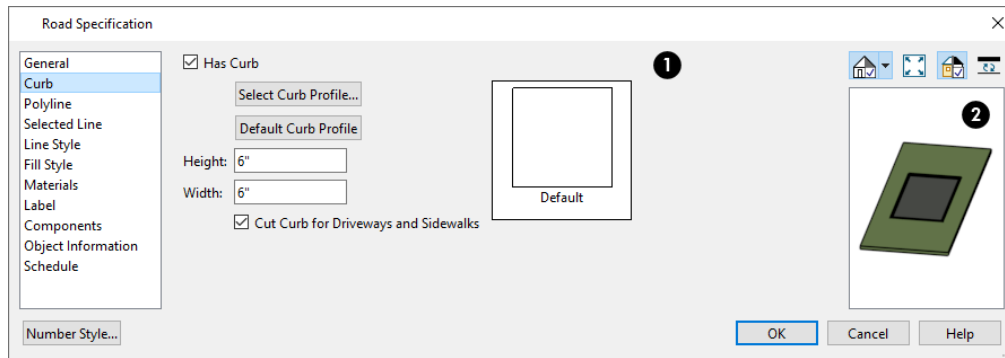 Road Specification
General
Curb
Polyline
Selected Line
Line Style
Fill Style
Materials
Label
Components
Object Information
Schedule
Has Curb
Select Curb Profile...
Default Curb Profile
Height: 6"
Width: 6"
Cut Curb for Driveways and Sidewalks
1
Default
2
Number Style...
OK
Cancel
Help